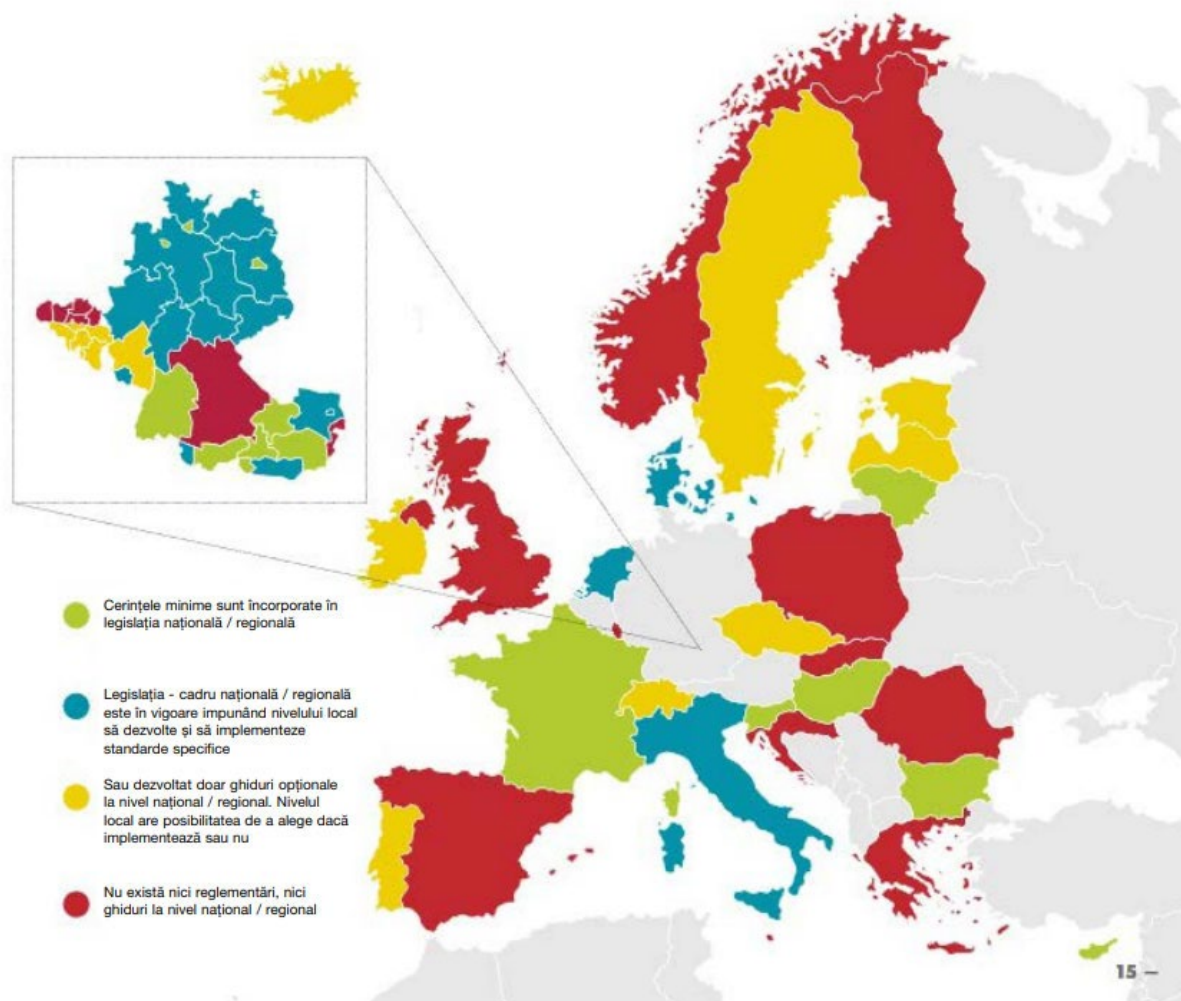 Cerințele minime sunt încorporate în
legislația națională / regională
Legislația - cadru națională / regională
este în vigoare impunând nivelului local
să dezvolte și să implementeze
standarde specifice
Sau dezvoltat doar ghiduri opționale
la nivel național / regional. Nivelul
local are posibilitatea de a alege dacă
implementează sau nu
Nu există nici reglementări, nici
ghiduri la nivel național / regional
15 —